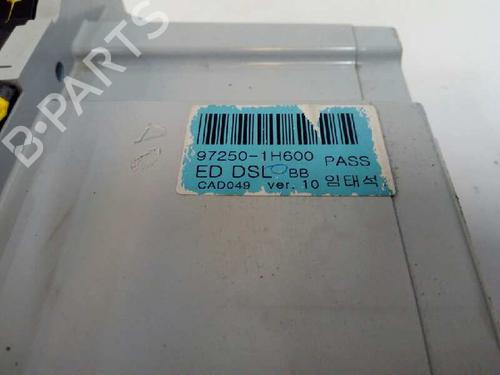 B-PARTS
97250-1H600 PASS
ED DSL BB
CAD049 ver. 10 임태석